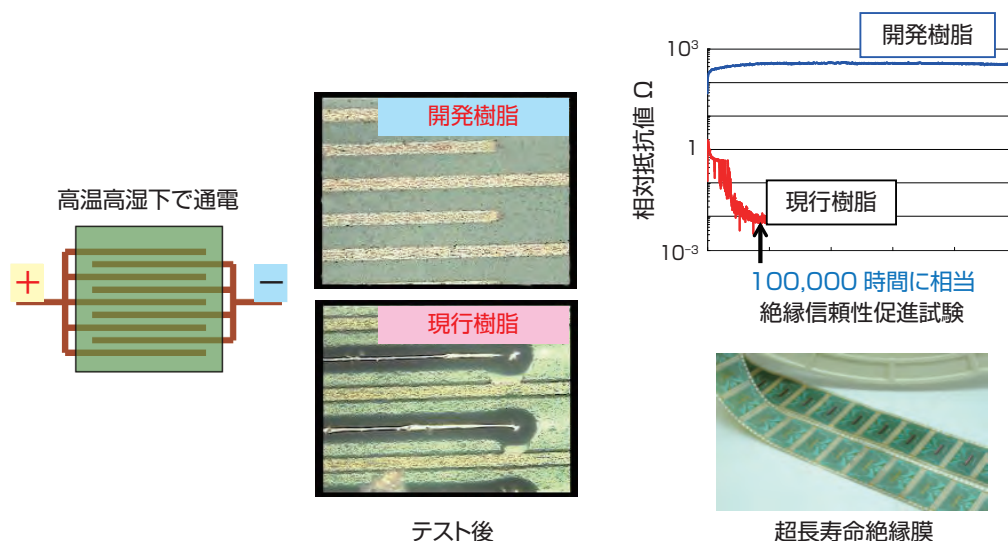 高温高湿下で通電
+
−
開発樹脂
現行樹脂
テスト後
相対抵抗値 Ω
10³
1
10⁻³
開発樹脂
現行樹脂
100,000 時間に相当
絶縁信頼性促進試験
超長寿命絶縁膜